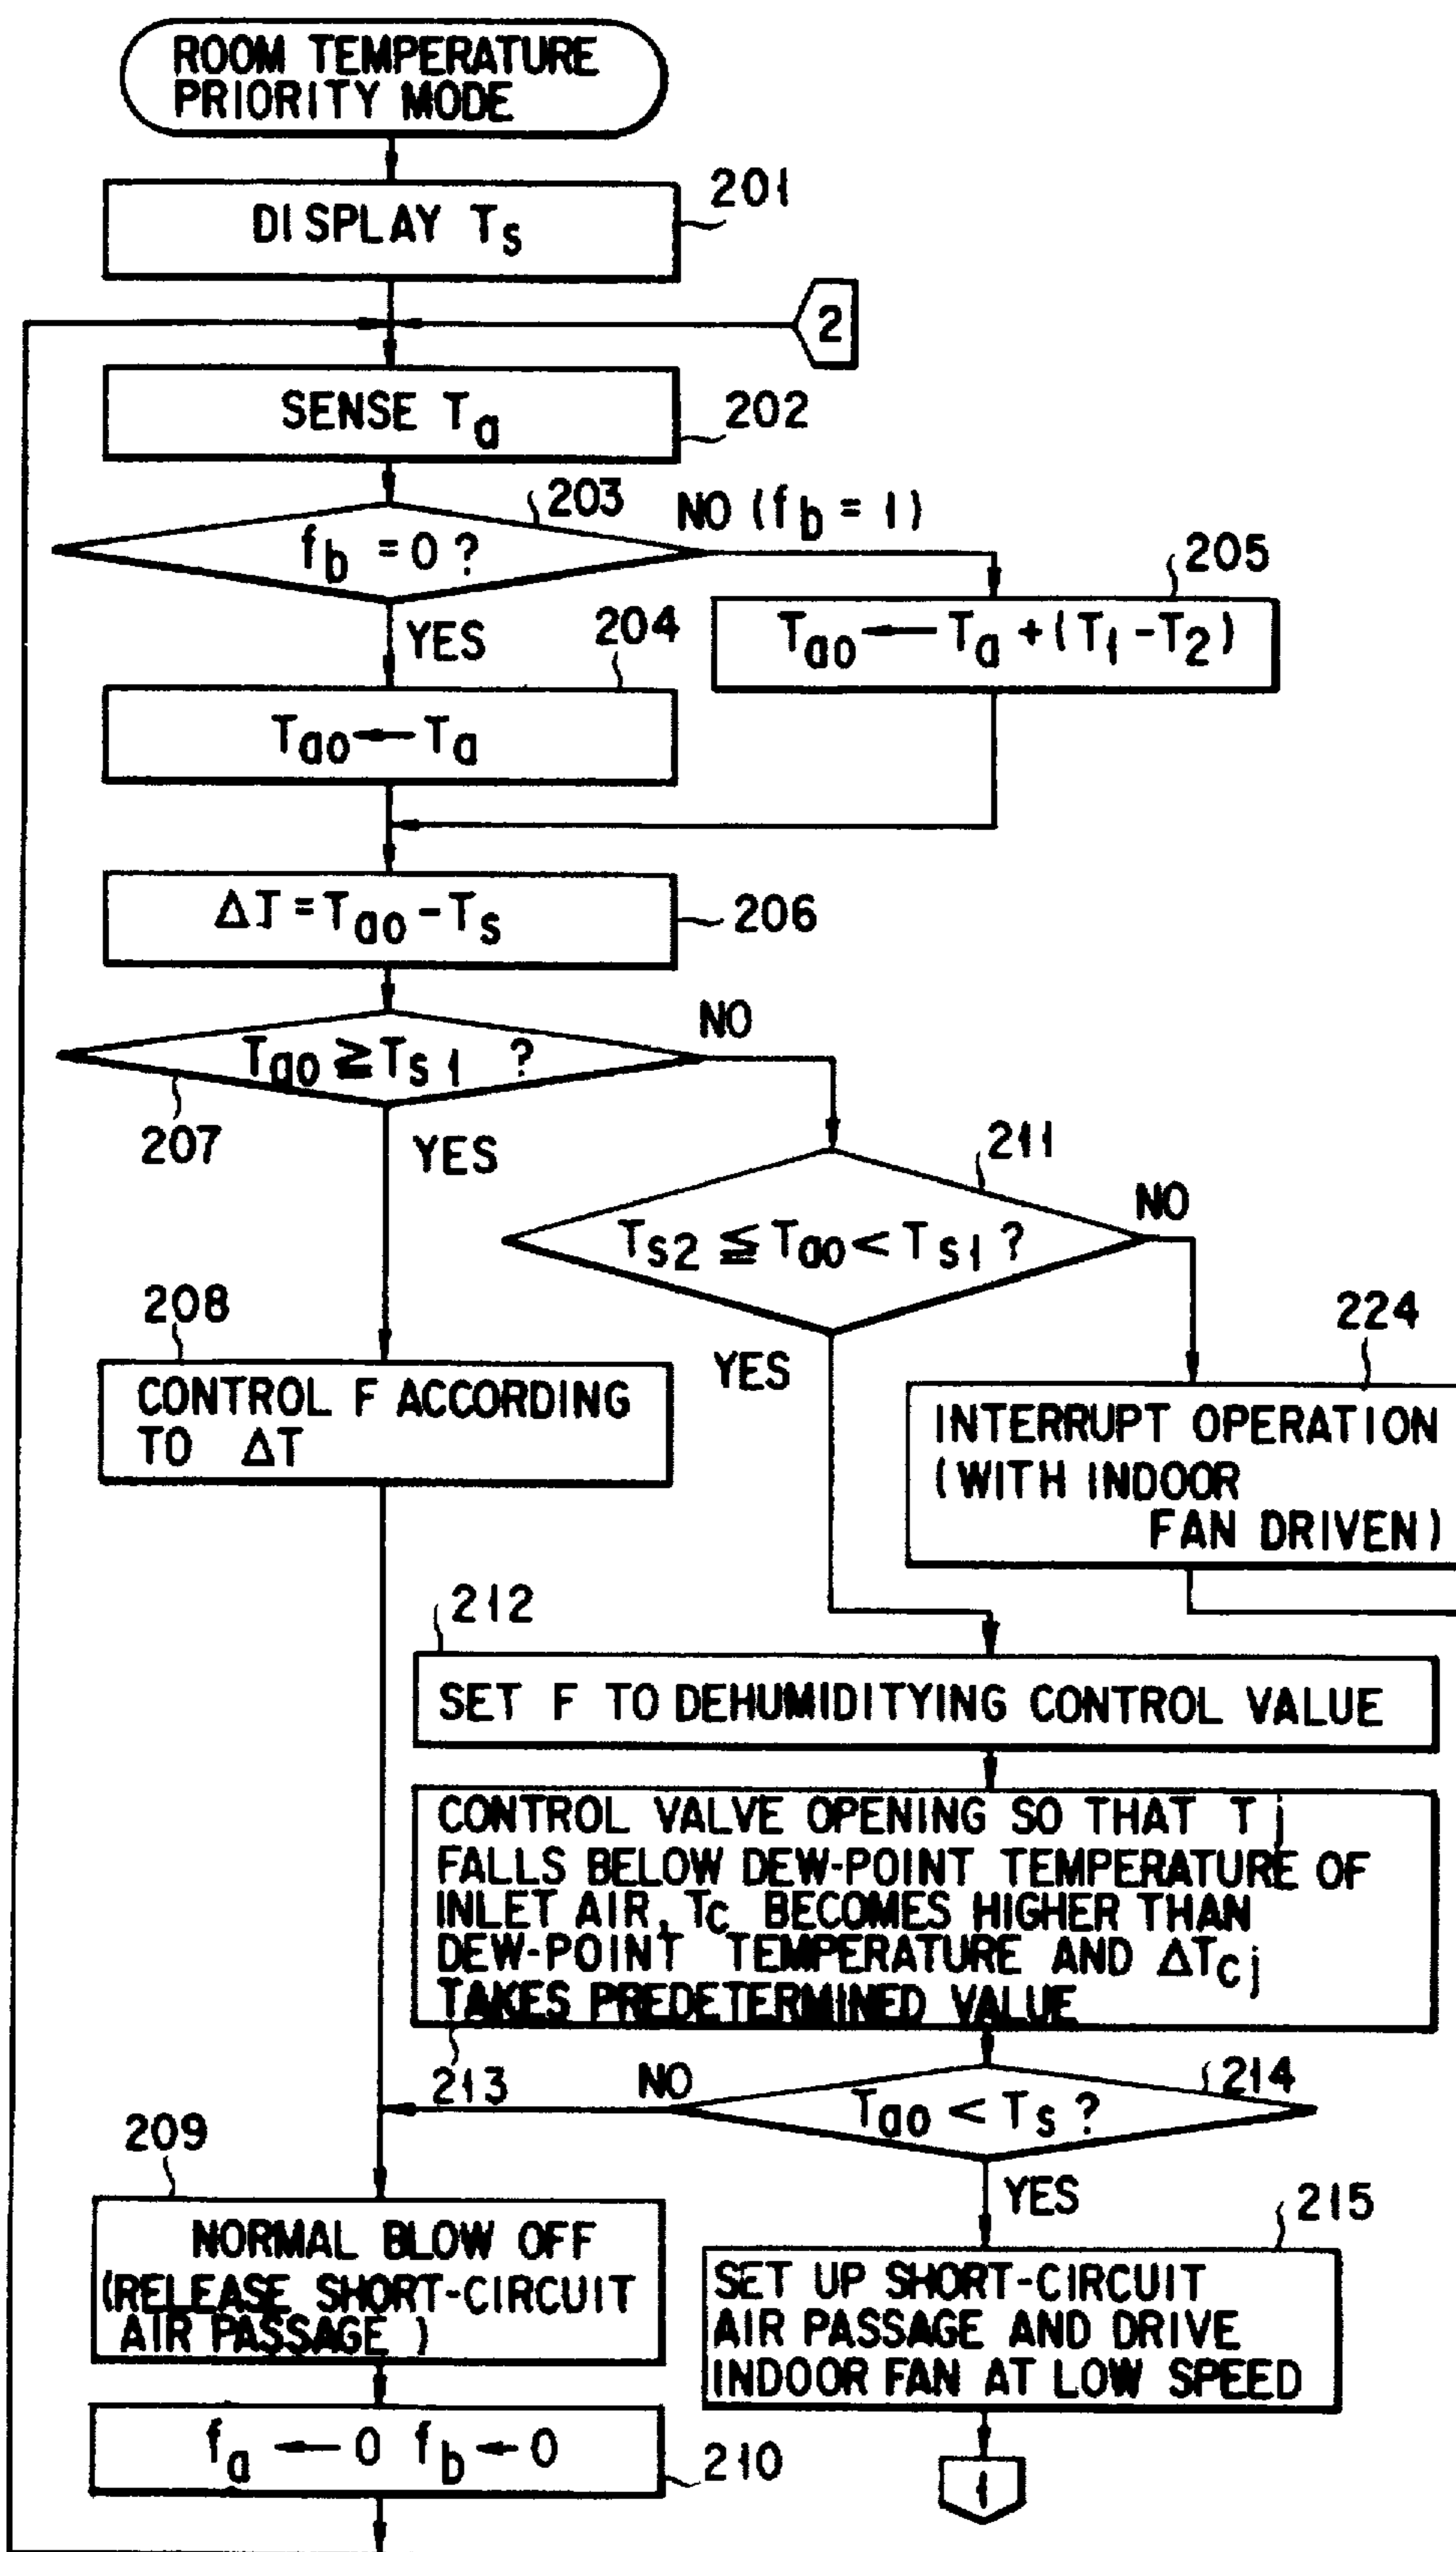 ROOM TEMPERATURE
PRIORITY MODE
201
DISPLAY Ts
2
SENSE Ta
202
203
NO (fb = 1)
fb = 0 ?
205
Tao ← Ta + (T1 - T2)
YES
204
Tao ← Ta
ΔT = Tao - Ts
206
NO
Tao ≧ Ts1 ?
207
YES
211
NO
Ts2 ≦ Tao < Ts1 ?
208
YES
224
CONTROL F ACCORDING
TO ΔT
INTERRUPT OPERATION
(WITH INDOOR
FAN DRIVEN)
212
SET F TO DEHUMIDITYING CONTROL VALUE
CONTROL VALVE OPENING SO THAT Tj
FALLS BELOW DEW-POINT TEMPERATURE OF
INLET AIR, Tc BECOMES HIGHER THAN
DEW-POINT TEMPERATURE AND ΔTcj
TAKES PREDETERMINED VALUE
213
NO
214
Tao < Ts ?
209
YES
215
NORMAL BLOW OFF
(RELEASE SHORT-CIRCUIT
AIR PASSAGE)
SET UP SHORT-CIRCUIT
AIR PASSAGE AND DRIVE
INDOOR FAN AT LOW SPEED
fa ← 0 fb ← 0
210
1